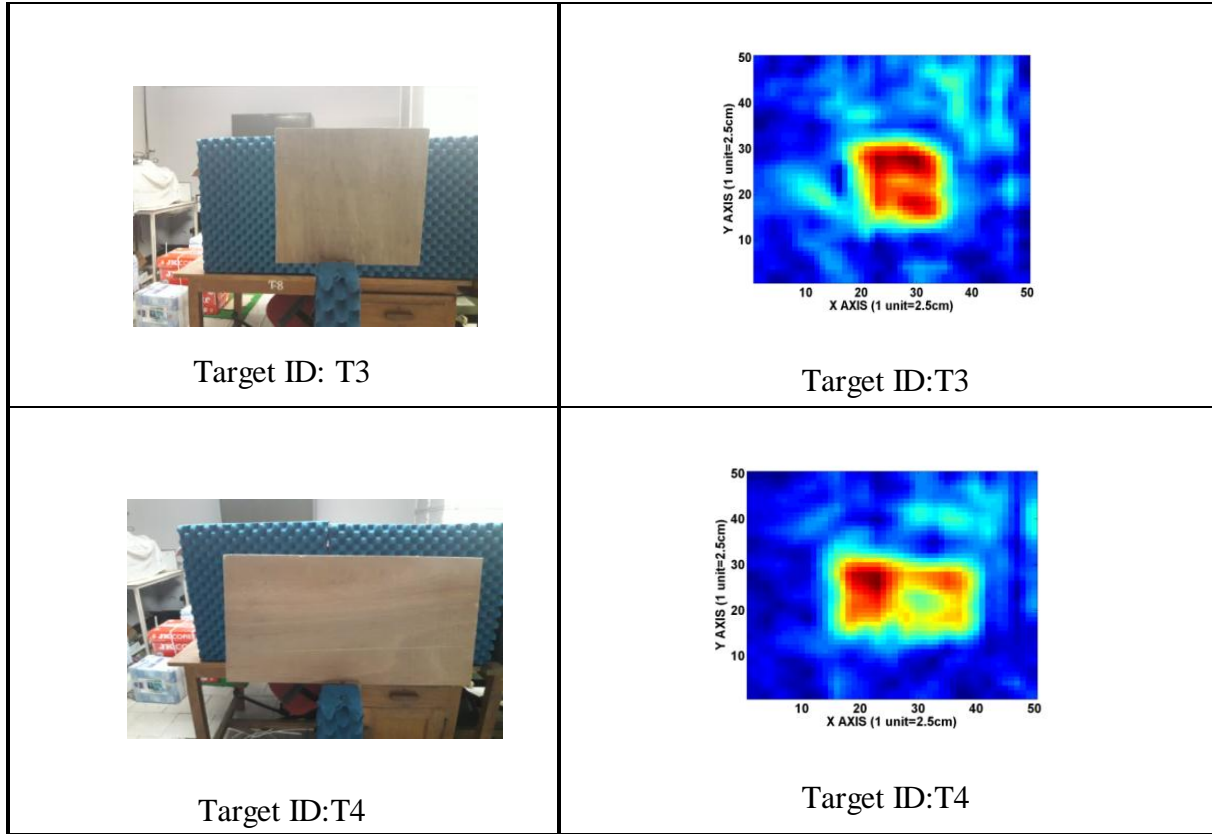 T-8
Target ID: T3
50
40
30
20
10
Y AXIS (1 unit=2.5cm)
10 20 30 40 50
X AXIS (1 unit=2.5cm)
Target ID:T3
Target ID:T4
50
40
30
20
10
Y AXIS (1 unit=2.5cm)
10 20 30 40 50
X AXIS (1 unit=2.5cm)
Target ID:T4